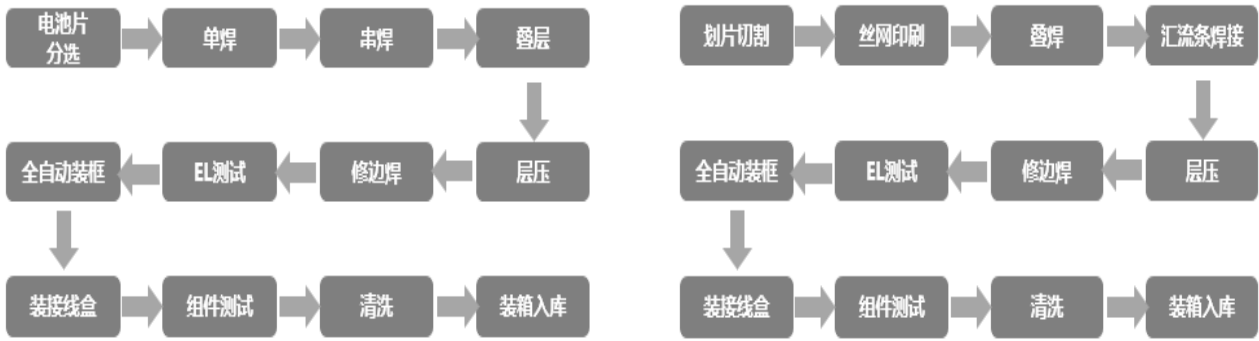 电池片
分选
单焊
串焊
叠层
层压
修边焊
EL测试
全自动装框
装接线盒
组件测试
清洗
装箱入库
划片切割
丝网印刷
叠焊
汇流条焊接
层压
修边焊
EL测试
全自动装框
装接线盒
组件测试
清洗
装箱入库